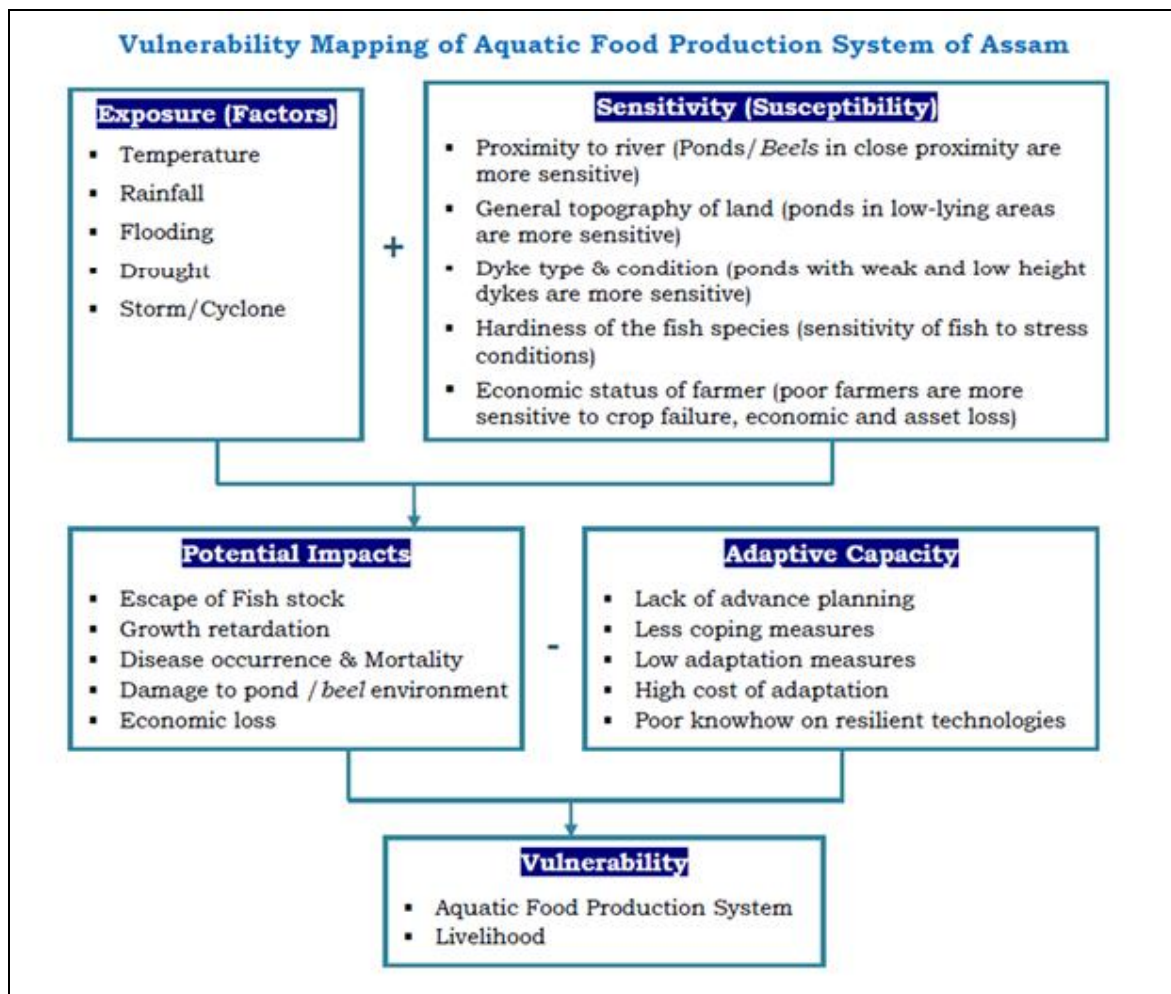 Vulnerability Mapping of Aquatic Food Production System of Assam
Exposure (Factors)
▪ Temperature
▪ Rainfall
▪ Flooding
▪ Drought
▪ Storm/Cyclone
+
Sensitivity (Susceptibility)
▪ Proximity to river (Ponds/Beels in close proximity are
more sensitive)
▪ General topography of land (ponds in low-lying areas
are more sensitive)
▪ Dyke type & condition (ponds with weak and low height
dykes are more sensitive)
▪ Hardiness of the fish species (sensitivity of fish to stress
conditions)
▪ Economic status of farmer (poor farmers are more
sensitive to crop failure, economic and asset loss)
Potential Impacts
▪ Escape of Fish stock
▪ Growth retardation
▪ Disease occurrence & Mortality
▪ Damage to pond /beel environment
▪ Economic loss
-
Adaptive Capacity
▪ Lack of advance planning
▪ Less coping measures
▪ Low adaptation measures
▪ High cost of adaptation
▪ Poor knowhow on resilient technologies
Vulnerability
▪ Aquatic Food Production System
▪ Livelihood